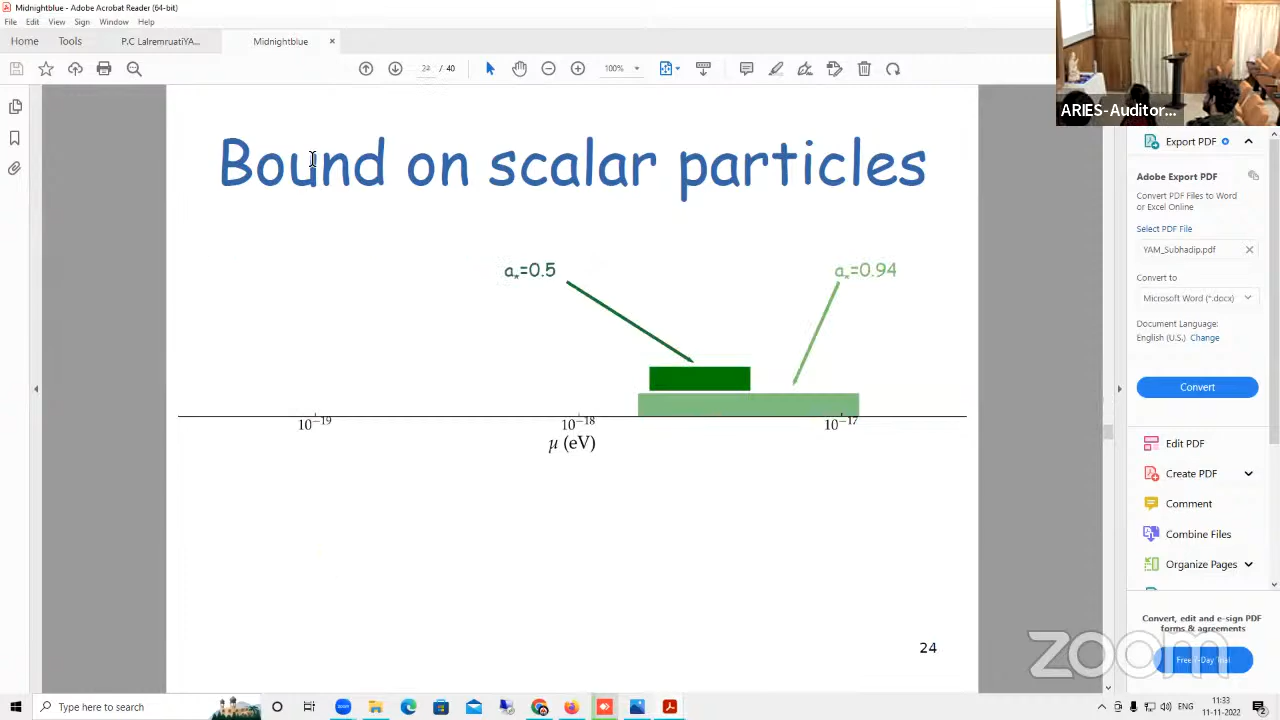 Midnightblue - Adobe Acrobat Reader (64-bit)
File Edit View Sign Window Help
Home Tools P.C LalremruatiYA... Midnightblue
/ 40 100%
ARIES-Auditor...
Bound on scalar particles
a*=0.5 a*=0.94
10⁻¹⁹ 10⁻¹⁸ 10⁻¹⁷
μ (eV)
24
Export PDF
Adobe Export PDF
Convert PDF Files to Word
or Excel Online
Select PDF File
YAM_Subhadip.pdf
Convert to
Microsoft Word (*.docx)
Document Language:
English (U.S.) Change
Convert
Edit PDF
Create PDF
Comment
Combine Files
Organize Pages
Convert, edit and e-sign PDF
forms & agreements
Free 7-Day Trial
zoom
Type here to search
ENG
11:33
11-11-2022